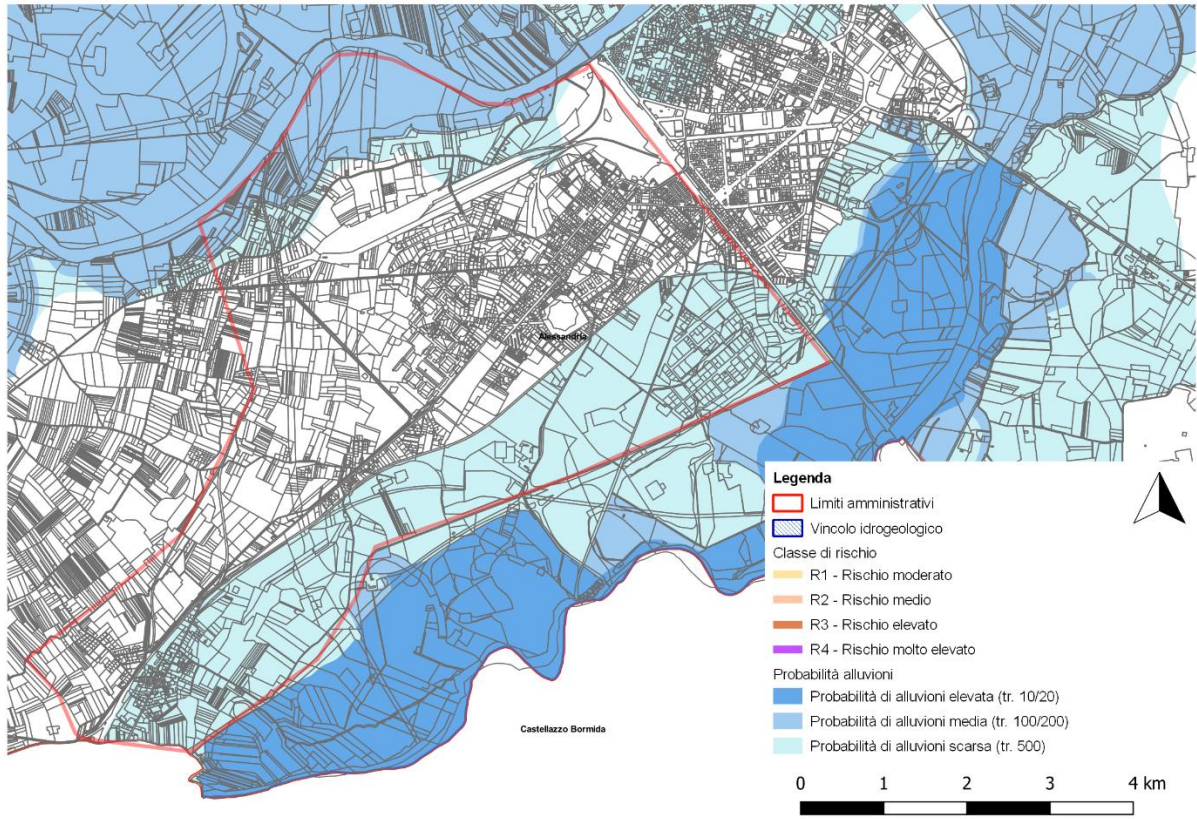 Alessandria
Castellazzo Bormida
Legenda
Limiti amministrativi
Vincolo idrogeologico
Classe di rischio
R1 - Rischio moderato
R2 - Rischio medio
R3 - Rischio elevato
R4 - Rischio molto elevato
Probabilità alluvioni
Probabilità di alluvioni elevata (tr. 10/20)
Probabilità di alluvioni media (tr. 100/200)
Probabilità di alluvioni scarsa (tr. 500)
0 1 2 3 4 km